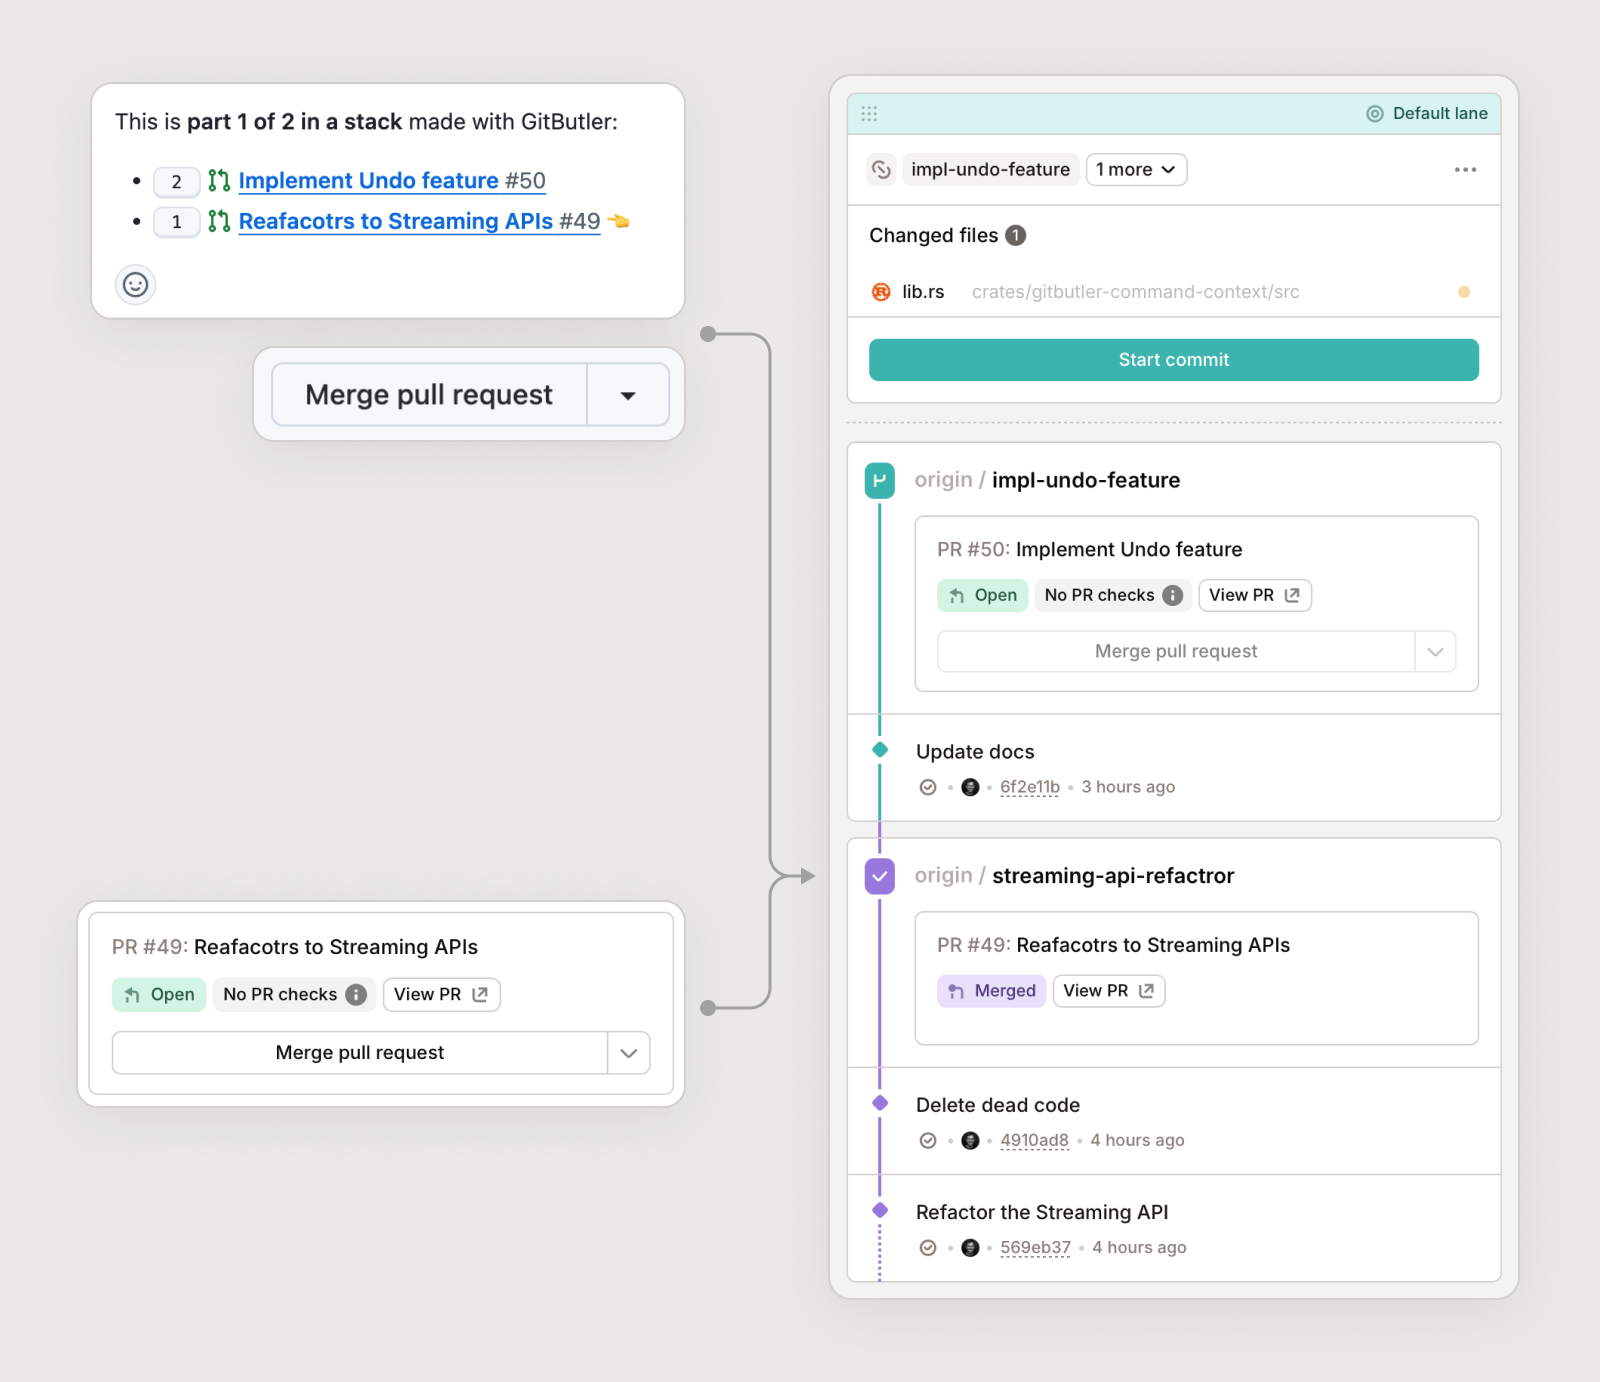 This is part 1 of 2 in a stack made with GitButler:
2 Implement Undo feature #50
1 Reafacotrs to Streaming APIs #49
Merge pull request
PR #49: Reafacotrs to Streaming APIs
Open No PR checks View PR
Merge pull request
Default lane
impl-undo-feature 1 more
Changed files 1
lib.rs crates/gitbutler-command-context/src
Start commit
origin / impl-undo-feature
PR #50: Implement Undo feature
Open No PR checks View PR
Merge pull request
Update docs
6f2e11b • 3 hours ago
origin / streaming-api-refactror
PR #49: Reafacotrs to Streaming APIs
Merged View PR
Delete dead code
4910ad8 • 4 hours ago
Refactor the Streaming API
569eb37 • 4 hours ago